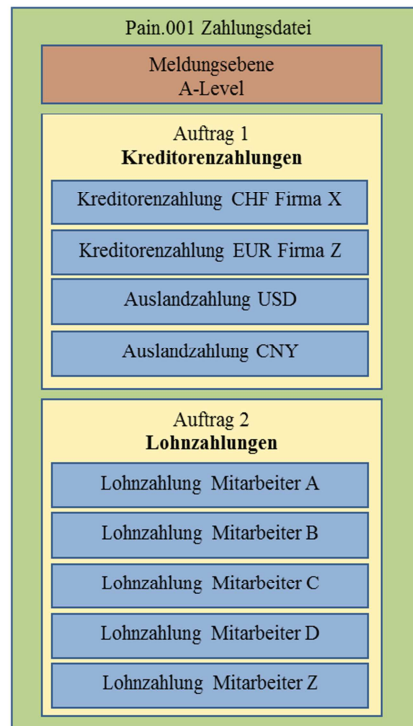 Pain.001 Zahlungsdatei
Meldungsebene
A-Level
Auftrag 1
Kreditorenzahlungen
Kreditorenzahlung CHF Firma X
Kreditorenzahlung EUR Firma Z
Auslandzahlung USD
Auslandzahlung CNY
Auftrag 2
Lohnzahlungen
Lohnzahlung Mitarbeiter A
Lohnzahlung Mitarbeiter B
Lohnzahlung Mitarbeiter C
Lohnzahlung Mitarbeiter D
Lohnzahlung Mitarbeiter Z